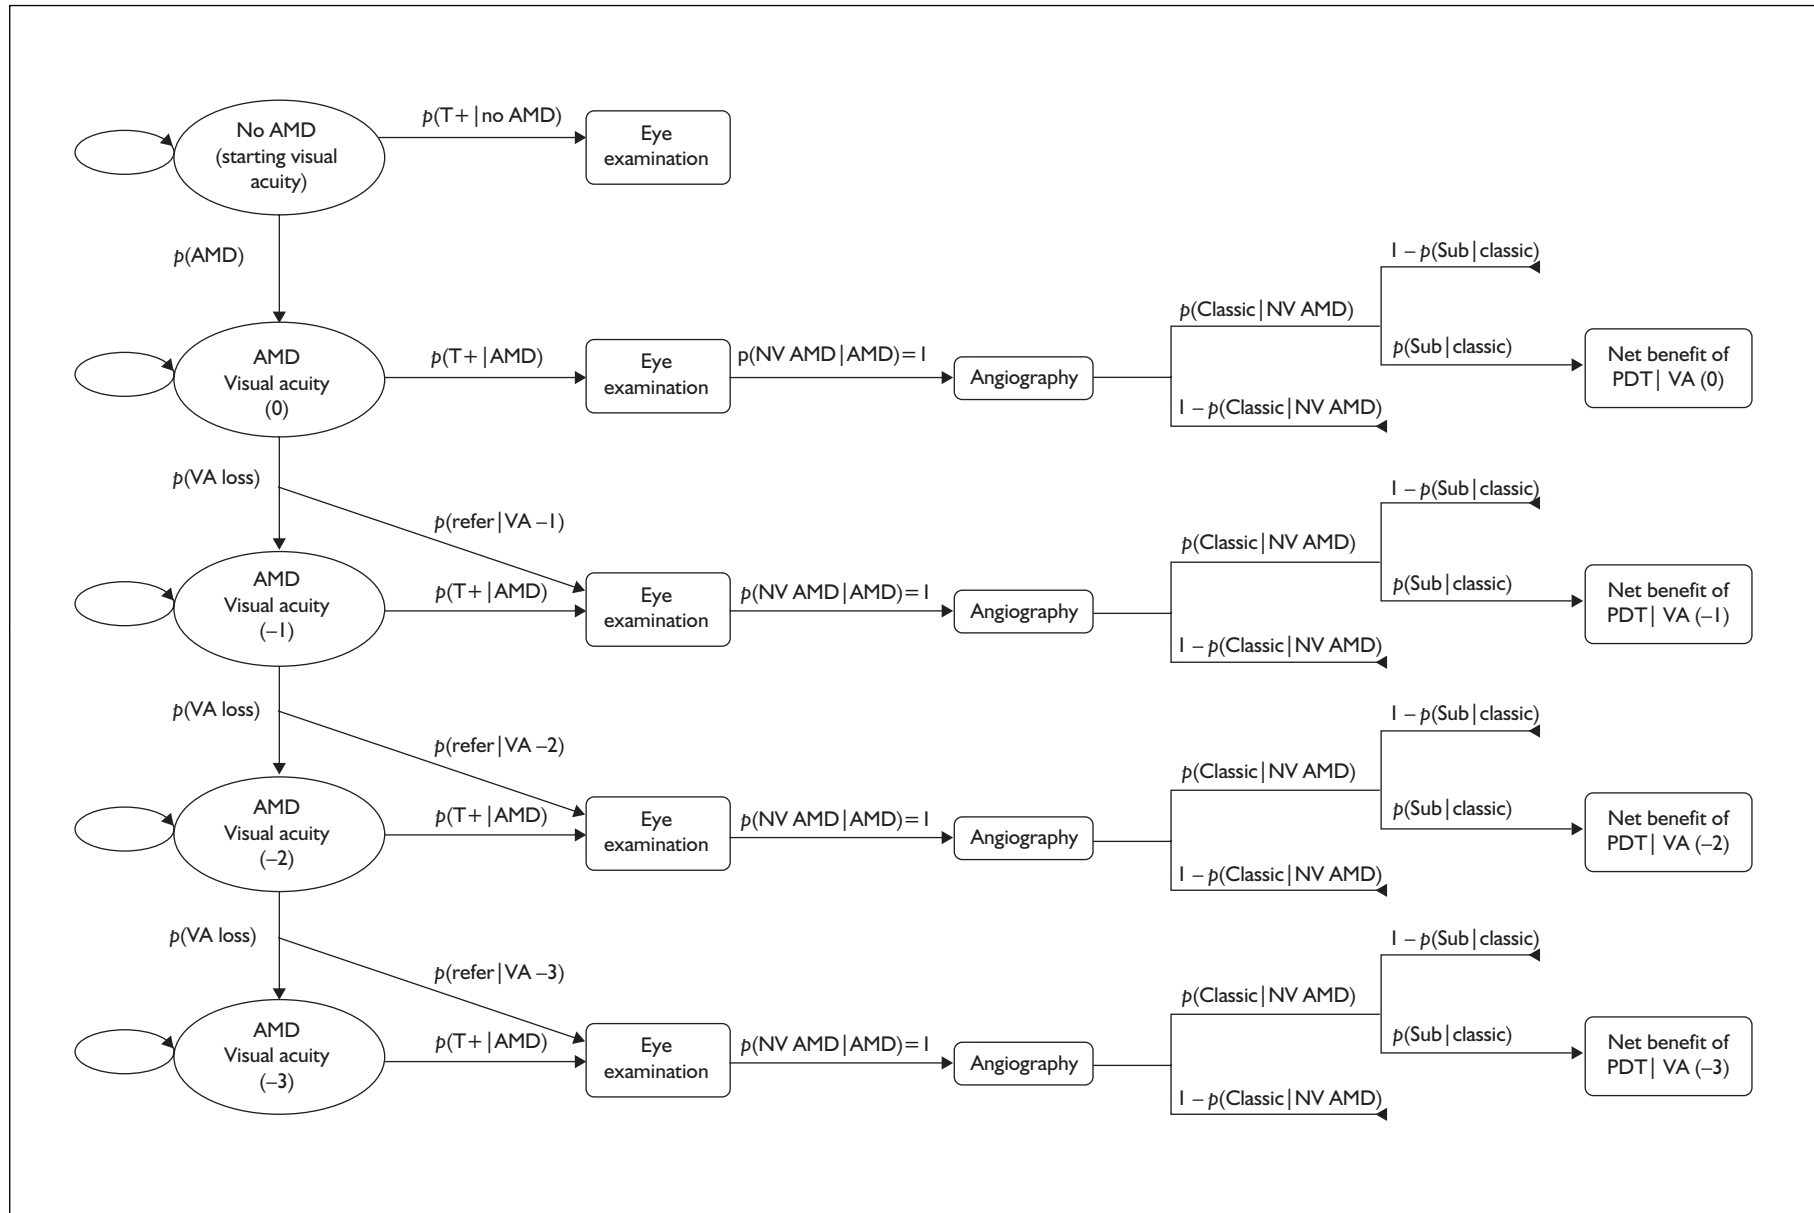 No AMD
(starting visual
acuity)
p(T+|no AMD)
Eye
examination
p(AMD)
AMD
Visual acuity
(0)
p(T+|AMD)
Eye
examination
p(NV AMD|AMD)=1
Angiography
p(Classic|NV AMD)
1 – p(Classic|NV AMD)
1 – p(Sub|classic)
p(Sub|classic)
Net benefit of
PDT| VA (0)
p(VA loss)
p(refer|VA –1)
AMD
Visual acuity
(–1)
p(T+|AMD)
Eye
examination
p(NV AMD|AMD)=1
Angiography
p(Classic|NV AMD)
1 – p(Classic|NV AMD)
1 – p(Sub|classic)
p(Sub|classic)
Net benefit of
PDT| VA (–1)
p(VA loss)
p(refer|VA –2)
AMD
Visual acuity
(–2)
p(T+|AMD)
Eye
examination
p(NV AMD|AMD)=1
Angiography
p(Classic|NV AMD)
1 – p(Classic|NV AMD)
1 – p(Sub|classic)
p(Sub|classic)
Net benefit of
PDT| VA (–2)
p(VA loss)
p(refer|VA –3)
AMD
Visual acuity
(–3)
p(T+|AMD)
Eye
examination
p(NV AMD|AMD)=1
Angiography
p(Classic|NV AMD)
1 – p(Classic|NV AMD)
1 – p(Sub|classic)
p(Sub|classic)
Net benefit of
PDT| VA (–3)